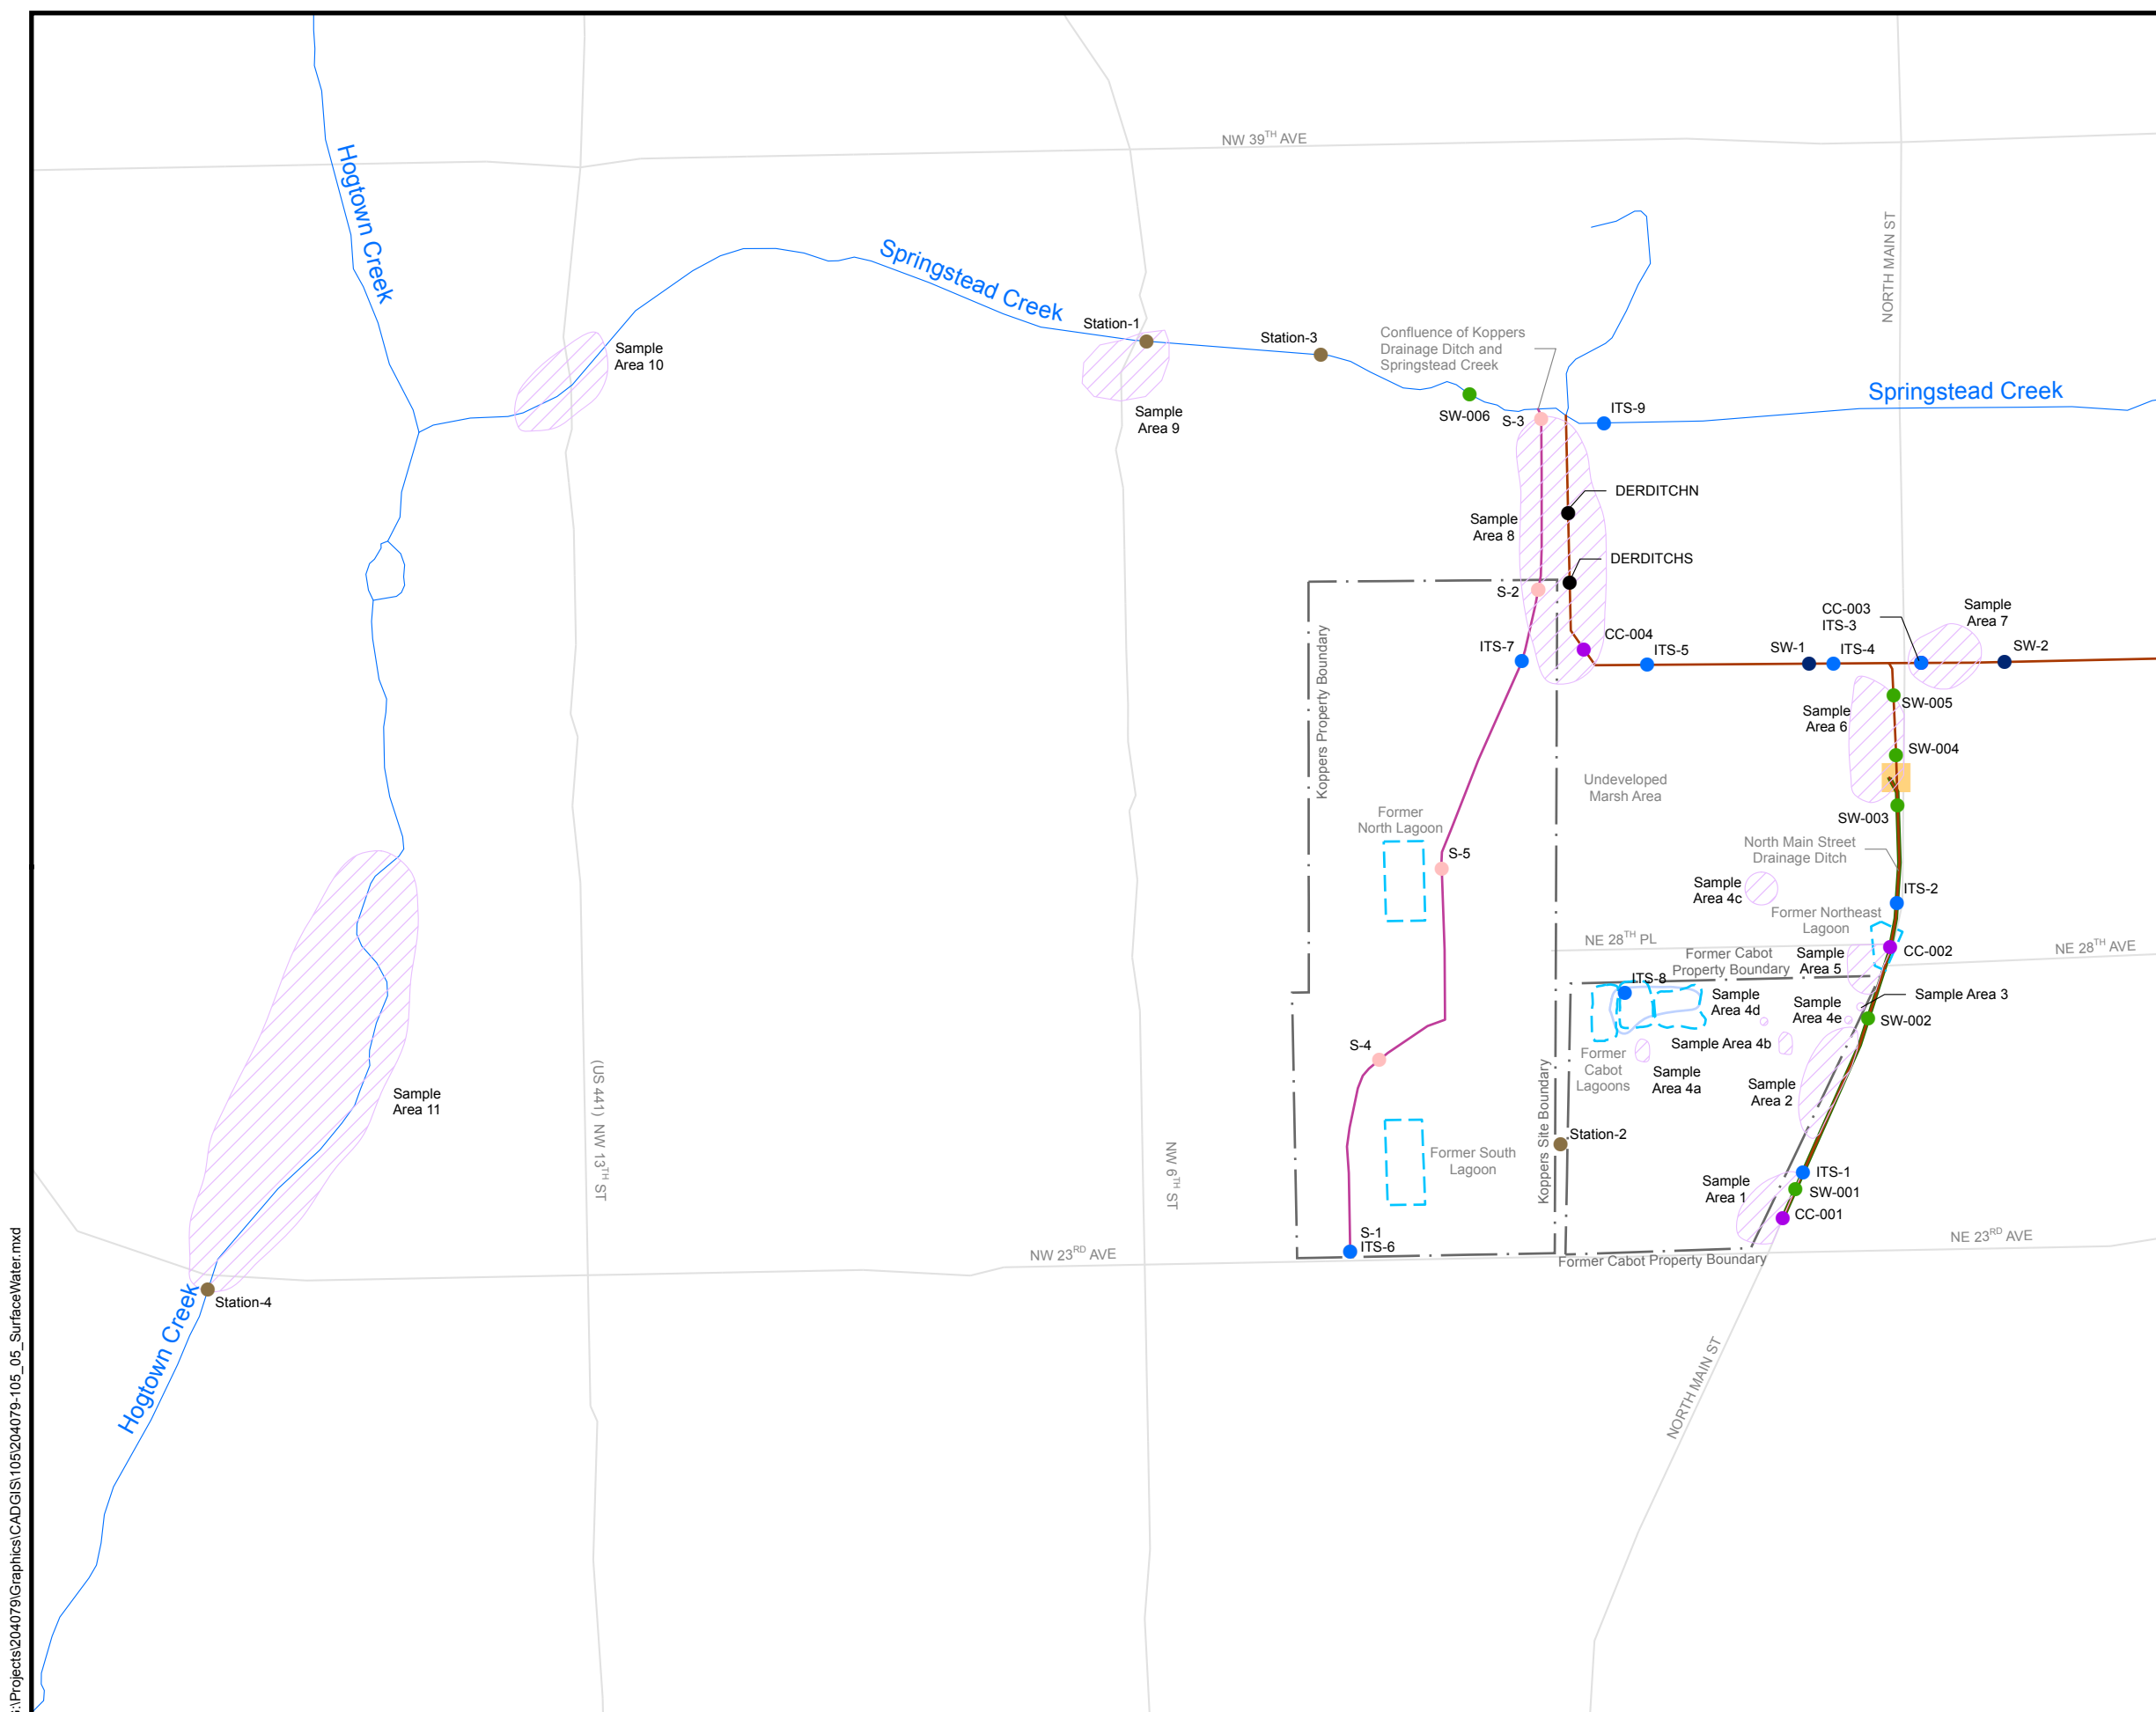 NW 39TH AVE
Hogtown Creek
NORTH MAIN ST
Springstead Creek
Station-1
Station-3
Confluence of Koppers
Drainage Ditch and
Springstead Creek
Sample
Area 10
Springstead Creek
Sample
Area 9
SW-006
S-3
ITS-9
DERDITCHN
Sample
Area 8
DERDITCHS
S-2
CC-003
ITS-3
Sample
Area 7
CC-004
ITS-7
ITS-5
SW-1
ITS-4
SW-2
Koppers Property Boundary
SW-005
Sample
Area 6
SW-004
Undeveloped
Marsh Area
Former
North Lagoon
SW-003
North Main Street
Drainage Ditch
S-5
Sample
Area 4c
ITS-2
Former Northeast
Lagoon
NE 28TH PL
CC-002
NE 28TH AVE
Former Cabot
Property Boundary
Sample
Area 5
ITS-8
Sample
Area 4d
Sample
Area 4e
Sample Area 3
SW-002
S-4
Sample Area 4b
Former
Cabot
Lagoons
Sample
Area 4a
Sample
Area 2
Sample
Area 11
(US 441) NW 13TH ST
Koppers Site Boundary
Station-2
NW 6TH ST
Former South
Lagoon
ITS-1
Sample
Area 1
SW-001
CC-001
S-1
ITS-6
NW 23RD AVE
NE 23RD AVE
Former Cabot Property Boundary
Station-4
Hogtown Creek
NORTH MAIN ST
:\Projects\204079\Graphics\CADGIS\105\204079-105_05_SurfaceWater.mxd